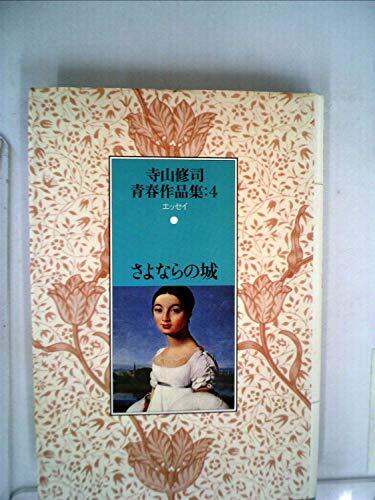 寺山修司
青春作品集:4
エッセイ
さよならの城